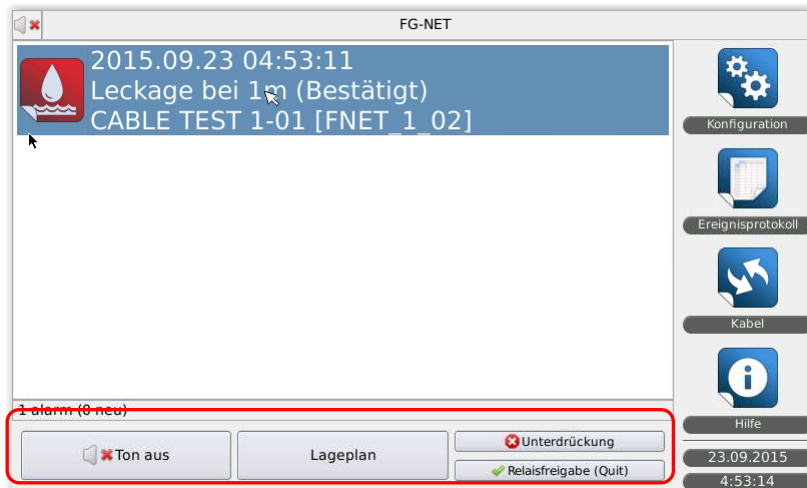 FG-NET
2015.09.23 04:53:11
Leckage bei 1m (Bestätigt)
CABLE TEST 1-01 [FNET_1_02]
1 alarm (0 neu)
Ton aus
Lageplan
Unterdrückung
Relaisfreigabe (Quit)
Konfiguration
Ereignisprotokoll
Kabel
Hilfe
23.09.2015
4:53:14